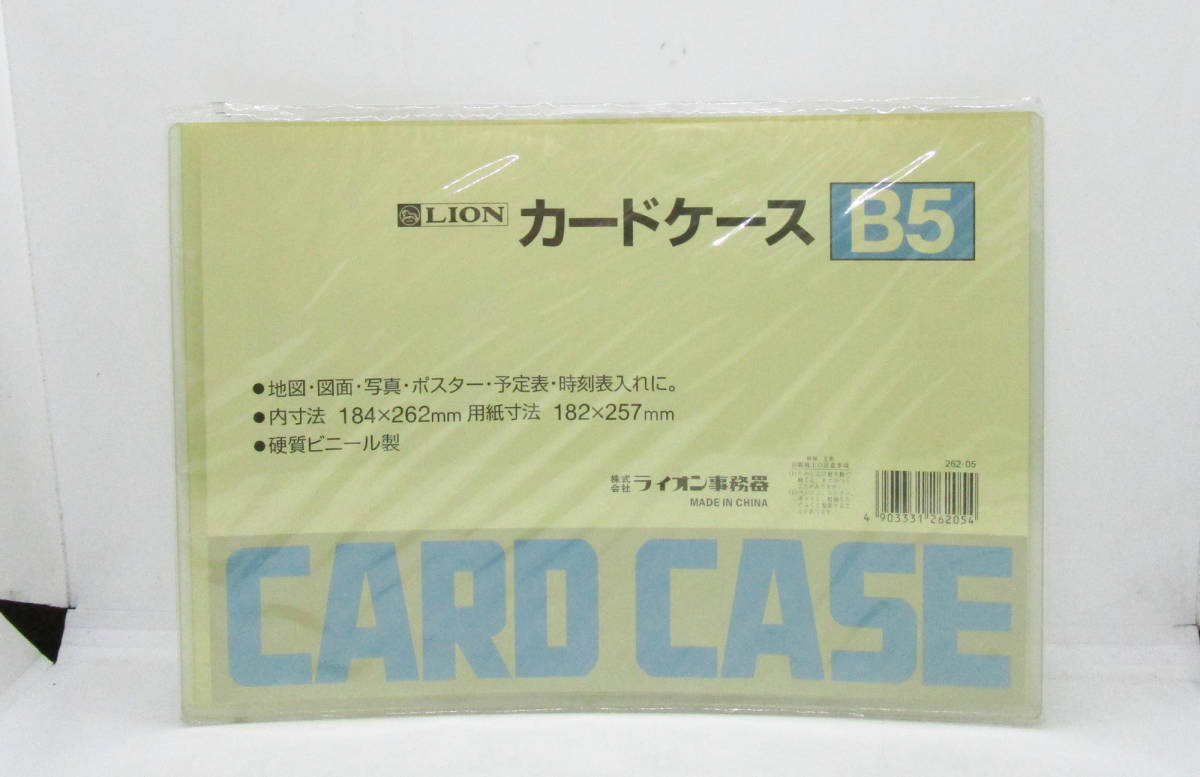 LION カードケース B5
●地図・図面・写真・ポスター・予定表・時刻表入れに。
●内寸法 184×262mm 用紙寸法 182×257mm
●硬質ビニール製
株式会社 ライオン事務器
MADE IN CHINA
262-05
4 903331 262054
CARD CASE